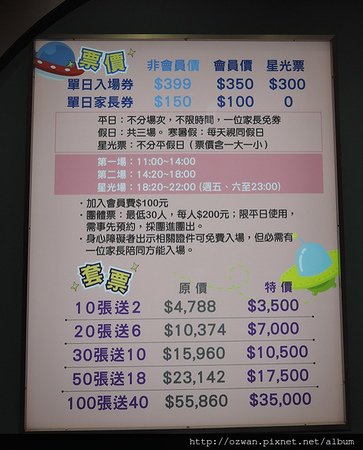 票價
非會員價 會員價 星光票
單日入場券 $399 $350 $300
單日家長券 $150 $100 0
平日：不分場次，不限時間，一位家長免券
假日：共三場。寒暑假：每天視同假日
星光票：不分平假日（票價含一大一小）
第一場：11:00~14:00
第二場：14:20~18:00
星光場：18:20~22:00（週五、六至23:00）
・加入會員費$100元
・團體票：最低30人，每人$200元；限平日使用，
需事先預約，採團進團出。
・身心障礙者出示相關證件可免費入場，但必需有
一位家長陪同方能入場。
套票
原價 特價
10張送2 $4,788 $3,500
20張送6 $10,374 $7,000
30張送10 $15,960 $10,500
50張送18 $23,142 $17,500
100張送40 $55,860 $35,000
http://ozwan.pixnet.net/album